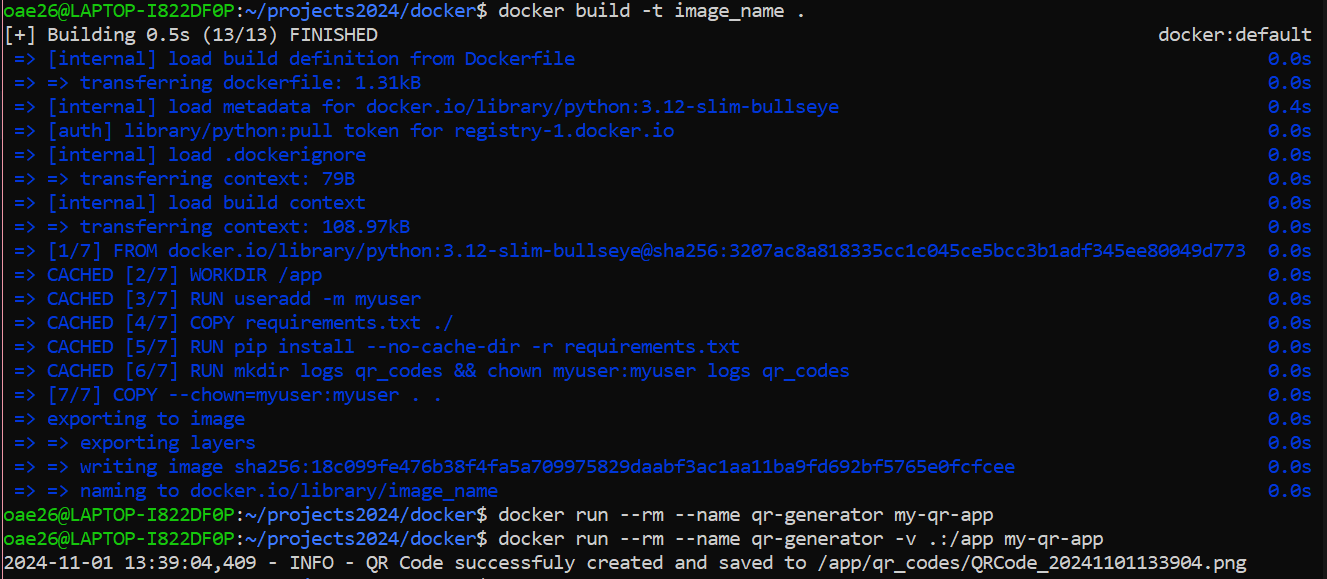 oae26@LAPTOP-I822DF0P:~/projects2024/docker$ docker build -t image_name .
[+] Building 0.5s (13/13) FINISHED docker:default
=> [internal] load build definition from Dockerfile 0.0s
=> => transferring dockerfile: 1.31kB 0.0s
=> [internal] load metadata for docker.io/library/python:3.12-slim-bullseye 0.4s
=> [auth] library/python:pull token for registry-1.docker.io 0.0s
=> [internal] load .dockerignore 0.0s
=> => transferring context: 79B 0.0s
=> [internal] load build context 0.0s
=> => transferring context: 108.97kB 0.0s
=> [1/7] FROM docker.io/library/python:3.12-slim-bullseye@sha256:3207ac8a818335cc1c045ce5bcc3b1adf345ee80049d773 0.0s
=> CACHED [2/7] WORKDIR /app 0.0s
=> CACHED [3/7] RUN useradd -m myuser 0.0s
=> CACHED [4/7] COPY requirements.txt ./ 0.0s
=> CACHED [5/7] RUN pip install --no-cache-dir -r requirements.txt 0.0s
=> CACHED [6/7] RUN mkdir logs qr_codes && chown myuser:myuser logs qr_codes 0.0s
=> [7/7] COPY --chown=myuser:myuser . . 0.0s
=> exporting to image 0.0s
=> => exporting layers 0.0s
=> => writing image sha256:18c099fe476b38f4fa5a709975829daabf3ac1aa11ba9fd692bf5765e0fcfcee 0.0s
=> => naming to docker.io/library/image_name 0.0s
oae26@LAPTOP-I822DF0P:~/projects2024/docker$ docker run --rm --name qr-generator my-qr-app
oae26@LAPTOP-I822DF0P:~/projects2024/docker$ docker run --rm --name qr-generator -v .:/app my-qr-app
2024-11-01 13:39:04,409 - INFO - QR Code successfuly created and saved to /app/qr_codes/QRCode_20241101133904.png